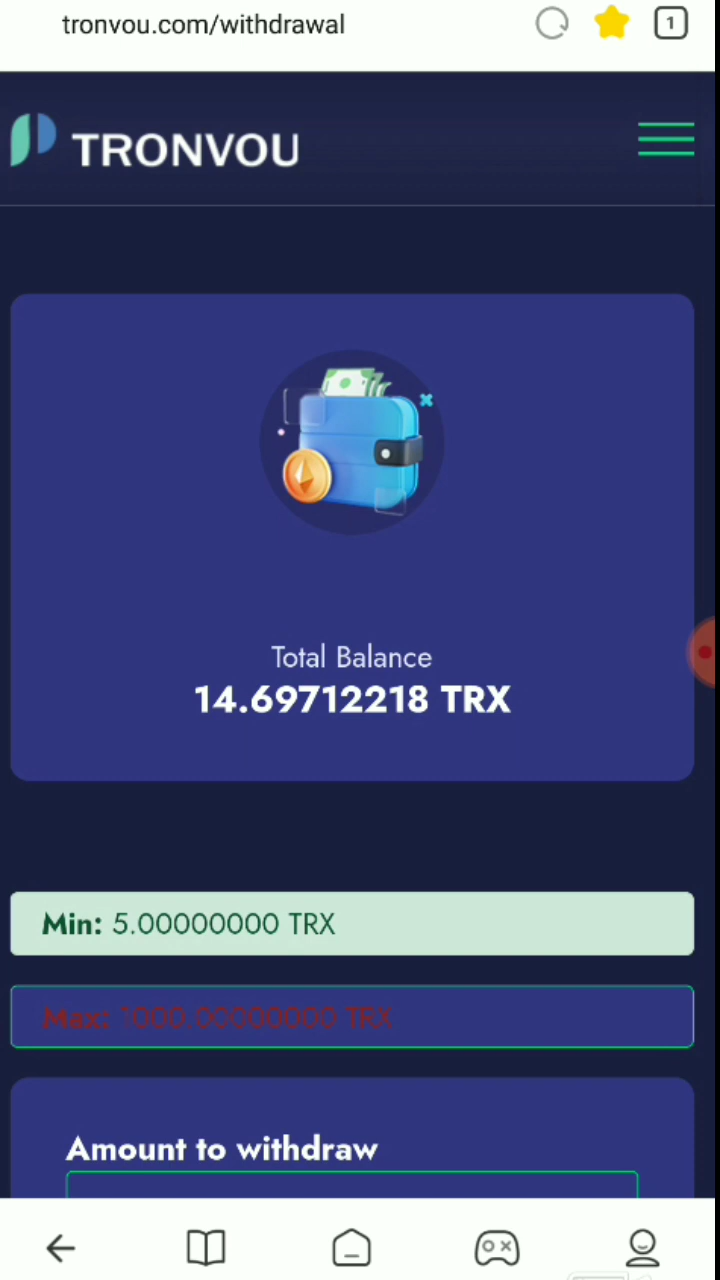 tronvou.com/withdrawal
1
TRONVOU
Total Balance
14.69712218 TRX
Min: 5.00000000 TRX
Max: 1000.00000000 TRX
Amount to withdraw